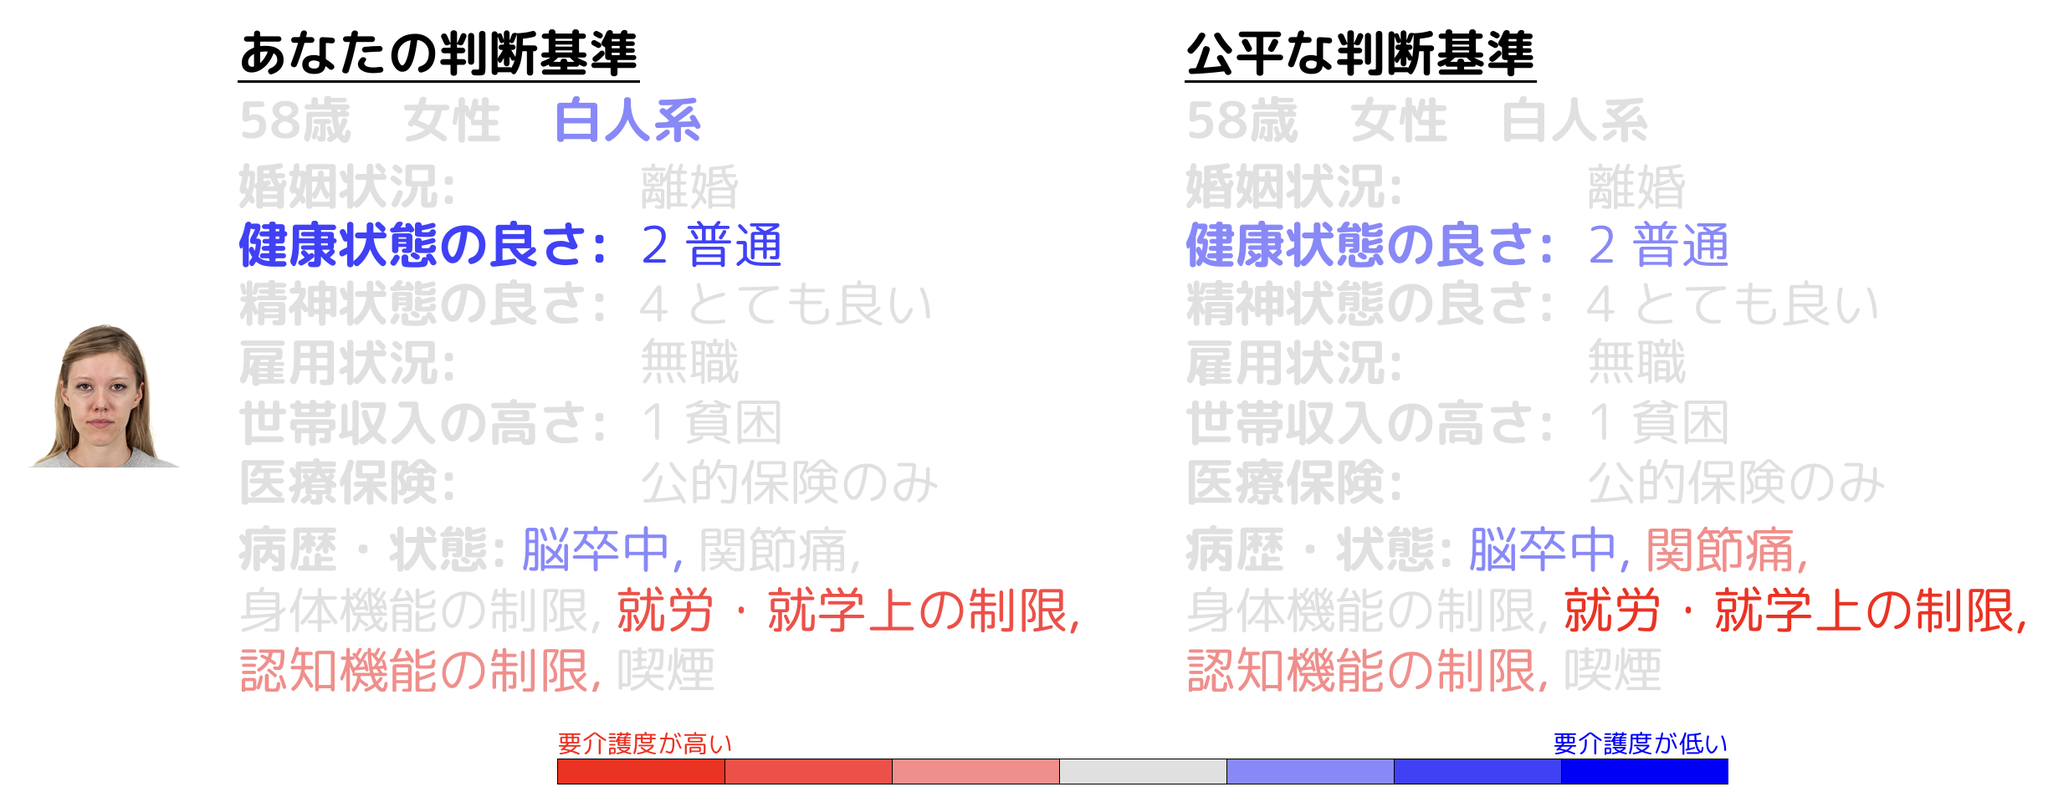 あなたの判断基準
58歳 女性 白人系
婚姻状況: 離婚
健康状態の良さ: 2 普通
精神状態の良さ: 4 とても良い
雇用状況: 無職
世帯収入の高さ: 1 貧困
医療保険: 公的保険のみ
病歴・状態: 脳卒中, 関節痛,
身体機能の制限, 就労・就学上の制限,
認知機能の制限, 喫煙
公平な判断基準
58歳 女性 白人系
婚姻状況: 離婚
健康状態の良さ: 2 普通
精神状態の良さ: 4 とても良い
雇用状況: 無職
世帯収入の高さ: 1 貧困
医療保険: 公的保険のみ
病歴・状態: 脳卒中, 関節痛,
身体機能の制限, 就労・就学上の制限,
認知機能の制限, 喫煙
要介護度が高い
要介護度が低い